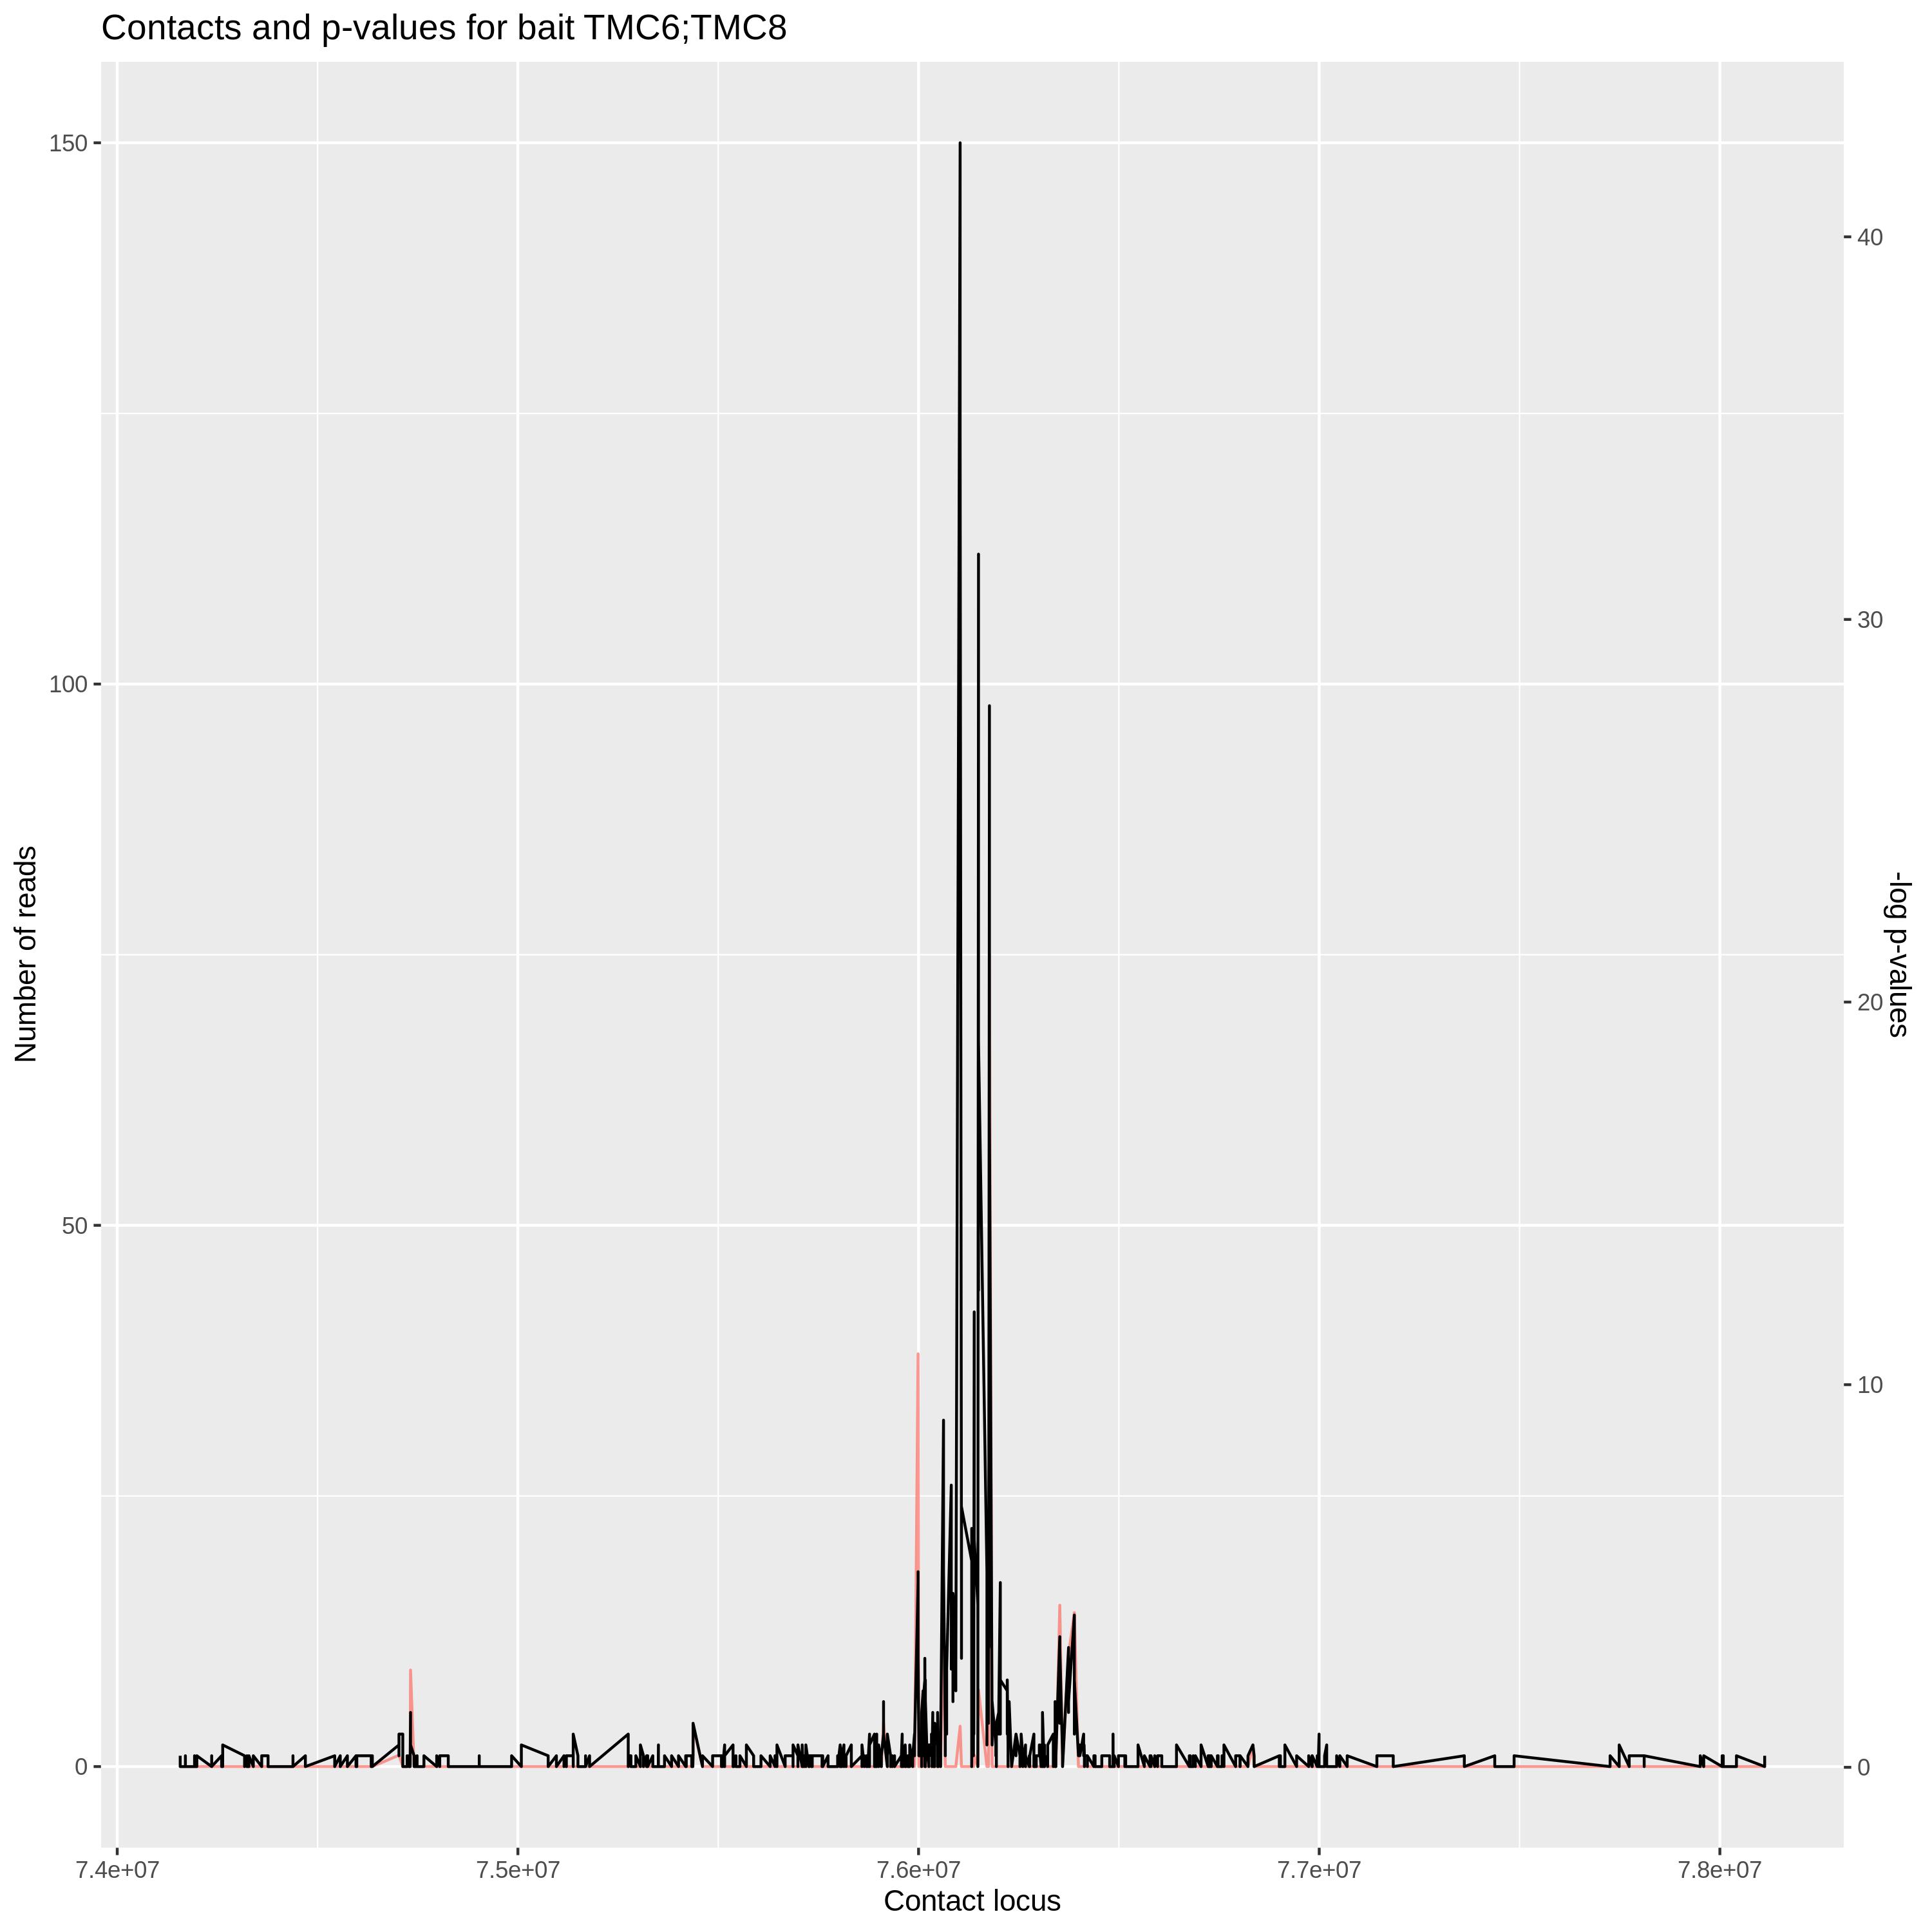 Contacts and p-values for bait TMC6;TMC8
150
100
50
0
Number of reads
40
30
20
10
0
-log p-values
7.4e+07 7.5e+07 7.6e+07 7.7e+07 7.8e+07
Contact locus